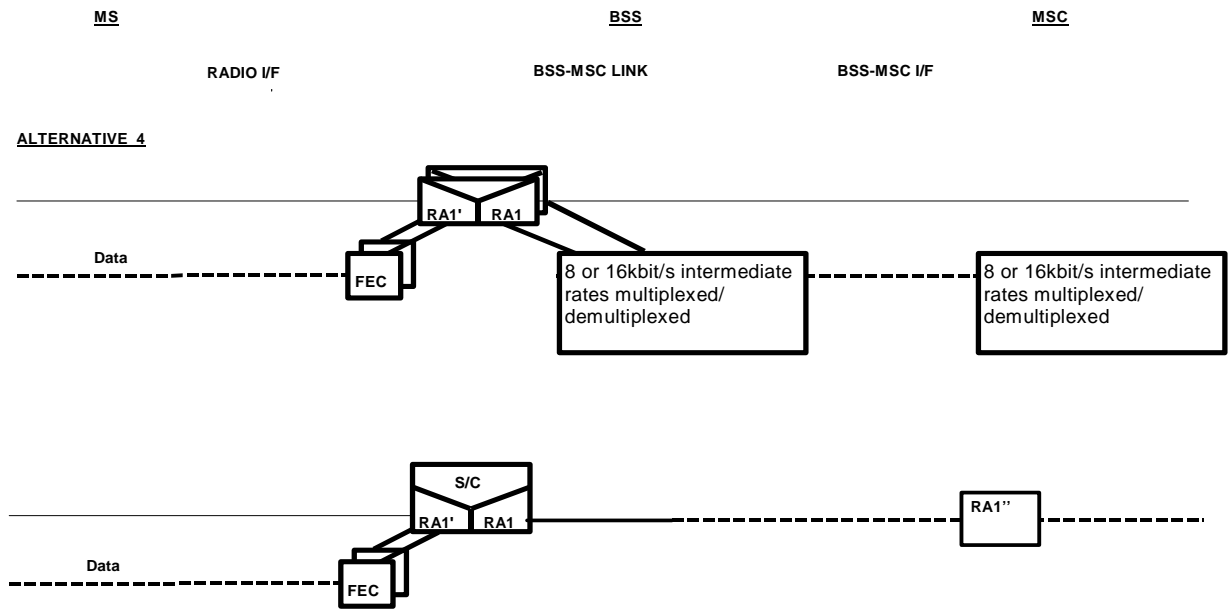 MS BSS MSC
RADIO I/F BSS-MSC LINK BSS-MSC I/F
ALTERNATIVE 4
RA1' RA1
Data
FEC
8 or 16kbit/s intermediate
rates multiplexed/
demultiplexed
8 or 16kbit/s intermediate
rates multiplexed/
demultiplexed
S/C
RA1' RA1
RA1’’
Data
FEC